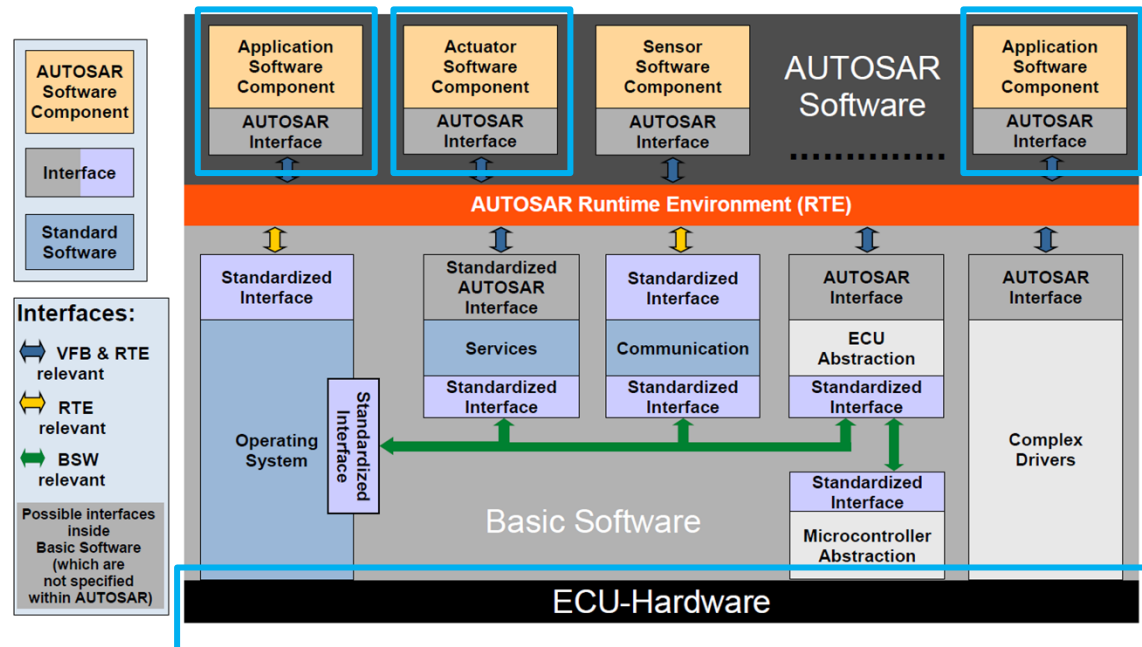 AUTOSAR
Software
Component
Interface
Standard
Software
Interfaces:
VFB & RTE
relevant
RTE
relevant
BSW
relevant
Possible interfaces
inside
Basic Software
(which are
not specified
within AUTOSAR)
Application
Software
Component
AUTOSAR
Interface
Actuator
Software
Component
AUTOSAR
Interface
Sensor
Software
Component
AUTOSAR
Interface
AUTOSAR
Software
..............
Application
Software
Component
AUTOSAR
Interface
AUTOSAR Runtime Environment (RTE)
Standardized
Interface
Operating
System
Standardized
Interface
Standardized
AUTOSAR
Interface
Services
Standardized
Interface
Standardized
Interface
Communication
Standardized
Interface
AUTOSAR
Interface
ECU
Abstraction
Standardized
Interface
Standardized
Interface
Microcontroller
Abstraction
AUTOSAR
Interface
Complex
Drivers
Basic Software
ECU-Hardware